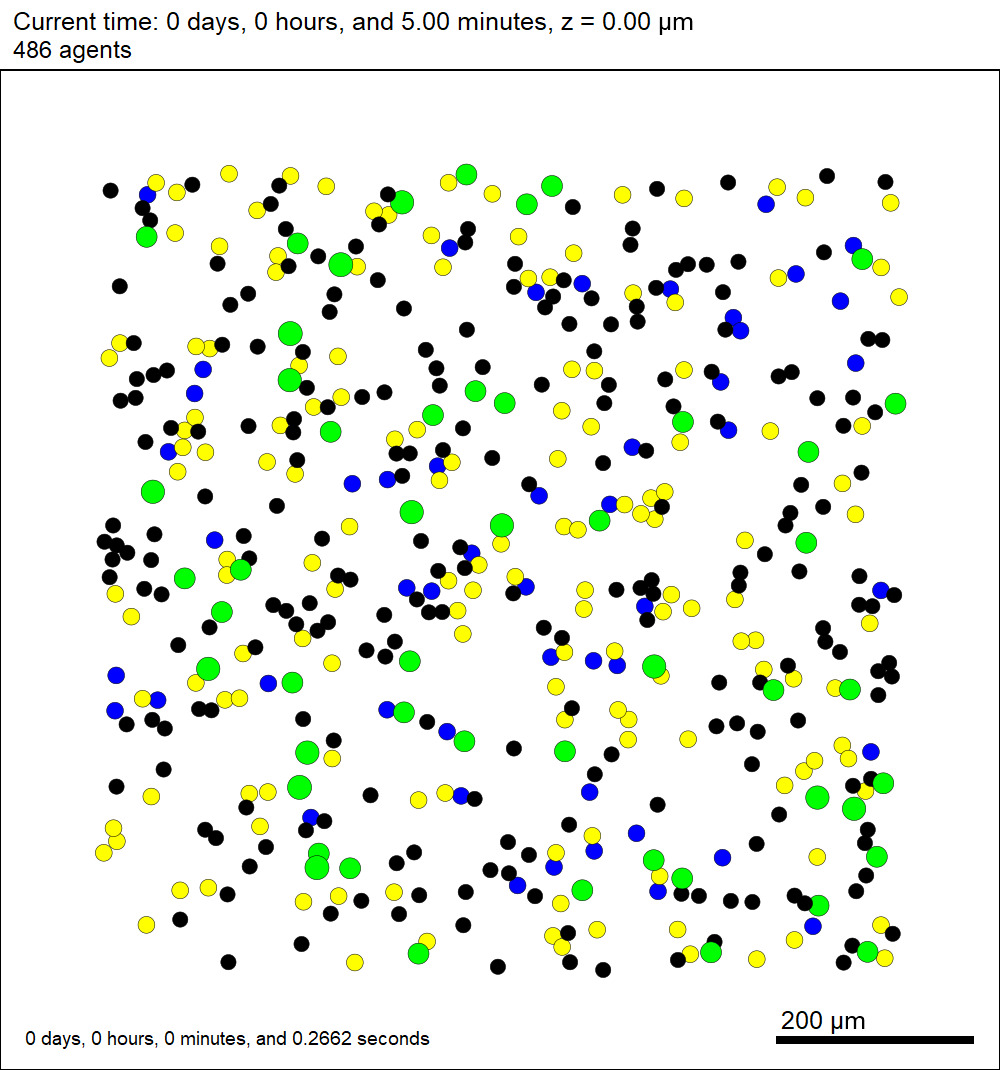 Current time: 0 days, 0 hours, and 5.00 minutes, z = 0.00 µm
486 agents
200 µm
0 days, 0 hours, 0 minutes, and 0.2662 seconds